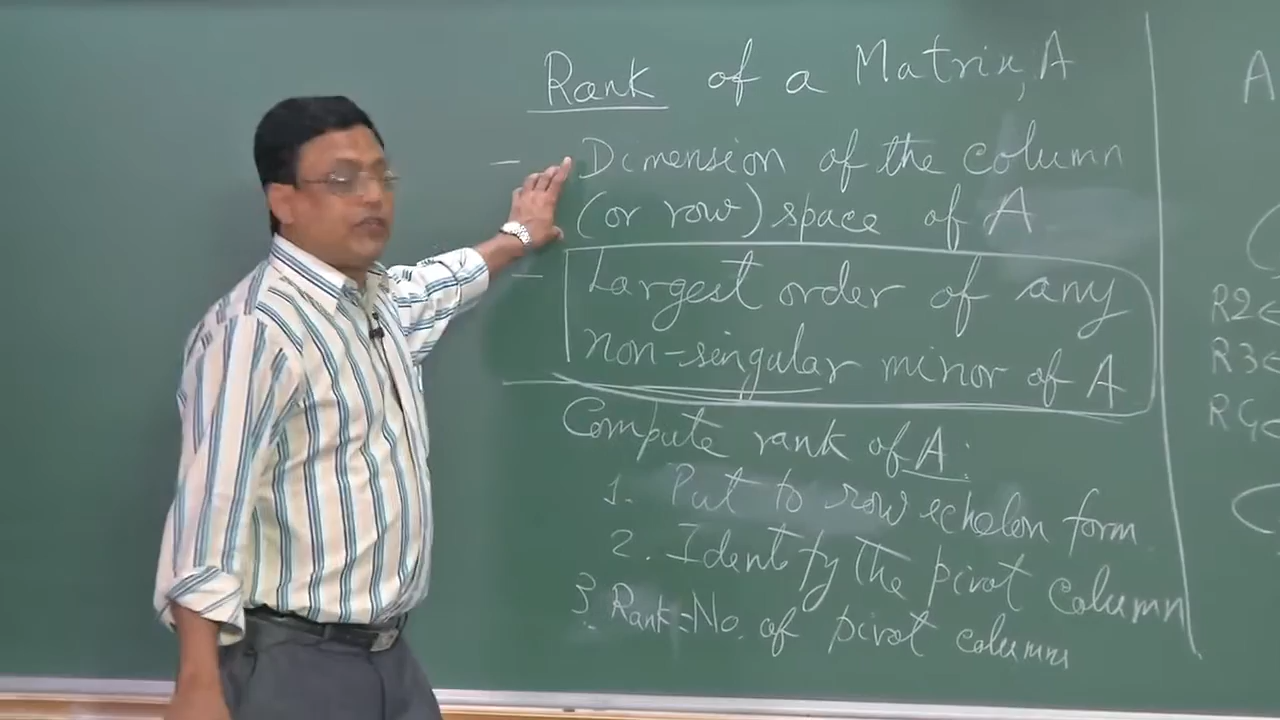 Rank of a Matrix, A
- Dimension of the column
(or row) space of A
- Largest order of any
non-singular minor of A
Compute rank of A:
1. Put to row echelon form
2. Identify the pivot column
3. Rank = No. of pivot columns
A
R2
R3